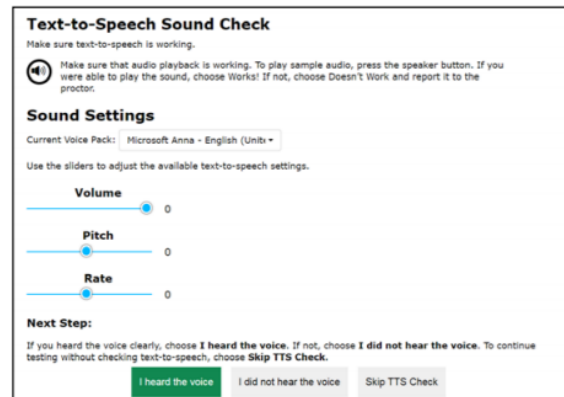 Text-to-Speech Sound Check
Make sure text-to-speech is working.
Make sure that audio playback is working. To play sample audio, press the speaker button. If you
were able to play the sound, choose Works! If not, choose Doesn't Work and report it to the
proctor.
Sound Settings
Current Voice Pack: Microsoft Anna - English (Unite
Use the sliders to adjust the available text-to-speech settings.
Volume
0
Pitch
0
Rate
0
Next Step:
If you heard the voice clearly, choose I heard the voice. If not, choose I did not hear the voice. To continue
testing without checking text-to-speech, choose Skip TTS Check.
I heard the voice I did not hear the voice Skip TTS Check